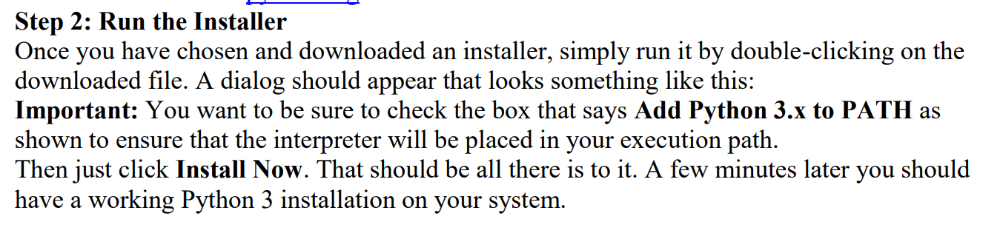 Step 2: Run the Installer
Once you have chosen and downloaded an installer, simply run it by double-clicking on the
downloaded file. A dialog should appear that looks something like this:
Important: You want to be sure to check the box that says Add Python 3.x to PATH as
shown to ensure that the interpreter will be placed in your execution path.
Then just click Install Now. That should be all there is to it. A few minutes later you should
have a working Python 3 installation on your system.